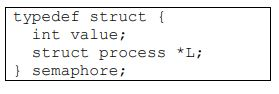 typedef struct {
int value;
struct process *L;
} semaphore;